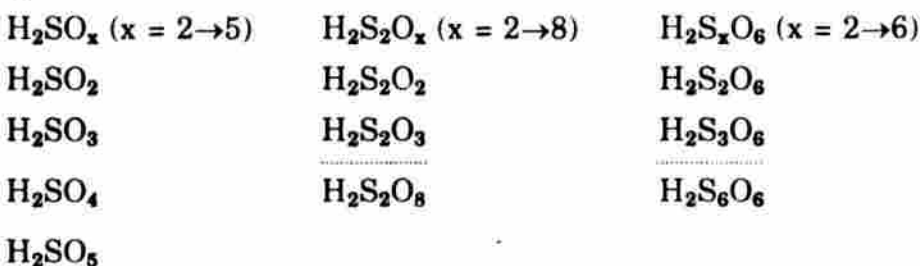 H₂SOₓ (x = 2→5) H₂S₂Oₓ (x = 2→8) H₂SₓO₆ (x = 2→6)
H₂SO₂ H₂S₂O₂ H₂S₂O₆
H₂SO₃ H₂S₂O₃ H₂S₃O₆
H₂SO₄ H₂S₂O₈ H₂S₆O₆
H₂SO₅